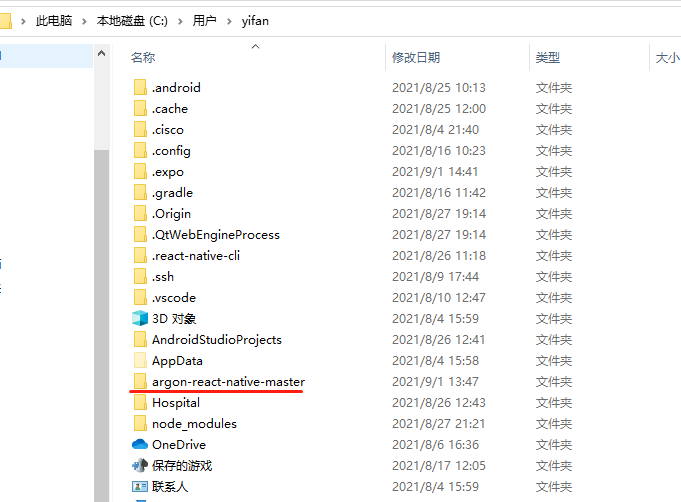 此电脑 › 本地磁盘 (C:) › 用户 › yifan
名称 修改日期 类型 大小
.android 2021/8/25 10:13 文件夹
.cache 2021/8/25 12:00 文件夹
.cisco 2021/8/4 21:40 文件夹
.config 2021/8/16 10:23 文件夹
.expo 2021/9/1 14:41 文件夹
.gradle 2021/8/16 11:42 文件夹
.Origin 2021/8/27 19:14 文件夹
.QtWebEngineProcess 2021/8/27 19:14 文件夹
.react-native-cli 2021/8/26 11:18 文件夹
.ssh 2021/8/9 17:44 文件夹
.vscode 2021/8/10 12:47 文件夹
3D 对象 2021/8/4 15:59 文件夹
AndroidStudioProjects 2021/8/26 12:41 文件夹
AppData 2021/8/4 15:58 文件夹
argon-react-native-master 2021/9/1 13:47 文件夹
Hospital 2021/8/26 12:43 文件夹
node_modules 2021/8/27 21:21 文件夹
OneDrive 2021/8/6 16:36 文件夹
保存的游戏 2021/8/17 12:05 文件夹
联系人 2021/8/4 15:59 文件夹